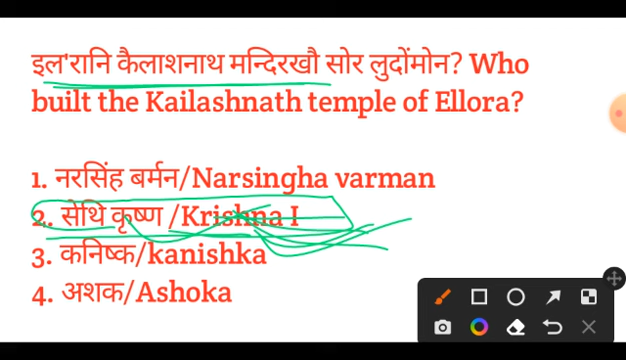 इल'रानि कैलाशनाथ मन्दिरखौ सोर लुदोंमोन? Who
built the Kailashnath temple of Ellora?
1. नरसिंह बर्मन/Narsingha varman
2. सेथि कृष्ण /Krishna I
3. कनिष्क/kanishka
4. अशक/Ashoka